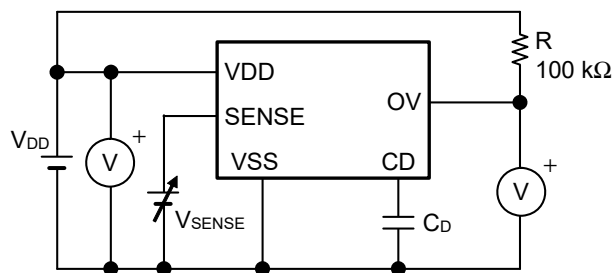 R
100 kΩ
VDD
OV
SENSE
VDD
+
V
VSS
CD
+
V
VSENSE
CD